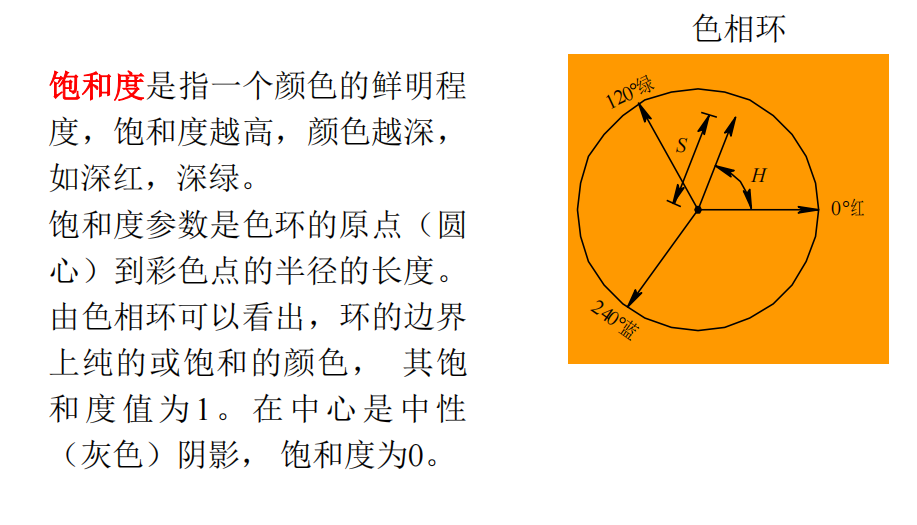 色相环
饱和度是指一个颜色的鲜明程
度，饱和度越高，颜色越深，
如深红，深绿。
饱和度参数是色环的原点（圆
心）到彩色点的半径的长度。
由色相环可以看出，环的边界
上纯的或饱和的颜色， 其饱
和度值为1。在中心是中性
（灰色）阴影， 饱和度为0。
120°绿
S
H
0°红
240°蓝